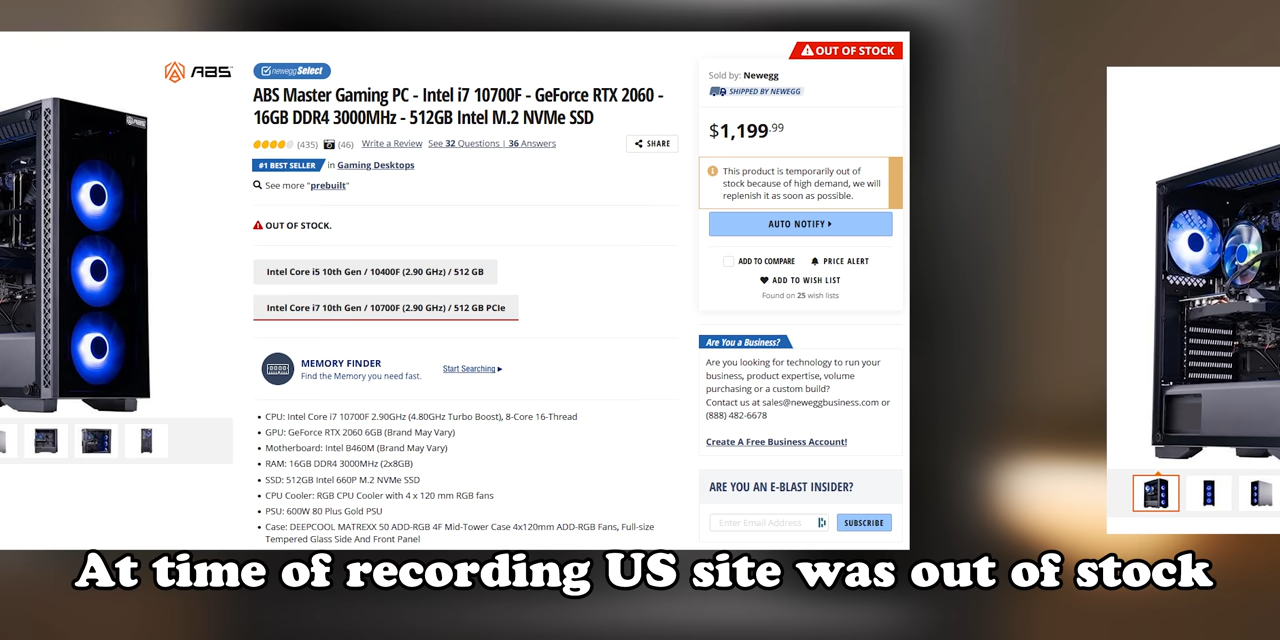 ABS
neweggSelect
ABS Master Gaming PC - Intel i7 10700F - GeForce RTX 2060 -
16GB DDR4 3000MHz - 512GB Intel M.2 NVMe SSD
(435) (46) Write a Review See 32 Questions | 36 Answers
SHARE
#1 BEST SELLER in Gaming Desktops
See more "prebuilt"
OUT OF STOCK.
Intel Core i5 10th Gen / 10400F (2.90 GHz) / 512 GB
Intel Core i7 10th Gen / 10700F (2.90 GHz) / 512 GB PCIe
MEMORY FINDER
Find the Memory you need fast.
Start Searching
• CPU: Intel Core i7 10700F 2.90GHz (4.80GHz Turbo Boost), 8-Core 16-Thread
• GPU: GeForce RTX 2060 6GB (Brand May Vary)
• Motherboard: Intel B460M (Brand May Vary)
• RAM: 16GB DDR4 3000MHz (2x8GB)
• SSD: 512GB Intel 660P M.2 NVMe SSD
• CPU Cooler: RGB CPU Cooler with 4 x 120 mm RGB fans
• PSU: 600W 80 Plus Gold PSU
• Case: DEEPCOOL MATREXX 50 ADD-RGB 4F Mid-Tower Case 4x120mm ADD-RGB Fans, Full-size
Tempered Glass Side And Front Panel
OUT OF STOCK
Sold by: Newegg
SHIPPED BY NEWEGG
$1,199.99
This product is temporarily out of
stock because of high demand, we will
replenish it as soon as possible.
AUTO NOTIFY
ADD TO COMPARE PRICE ALERT
ADD TO WISH LIST
Found on 25 wish lists
Are You a Business?
Are you looking for technology to run your
business, product expertise, volume
purchasing or a custom build?
Contact us at sales@neweggbusiness.com or
(888) 482-6678
Create A Free Business Account!
ARE YOU AN E-BLAST INSIDER?
Enter Email Address
SUBSCRIBE
At time of recording US site was out of stock